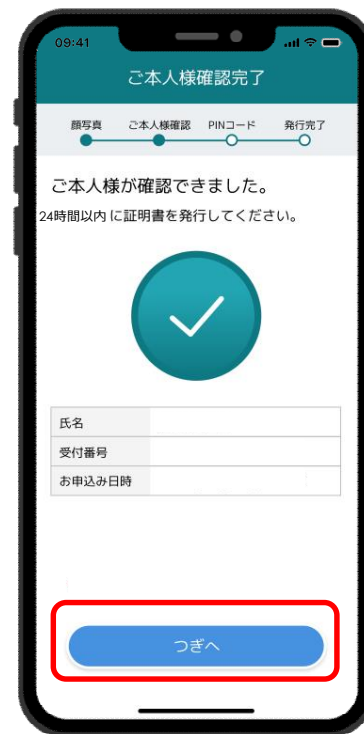 09:41
ご本人様確認完了
顔写真 ご本人様確認 PINコード 発行完了
ご本人様が確認できました。
24時間以内に証明書を発行してください。
氏名
受付番号
お申込み日時
つぎへ